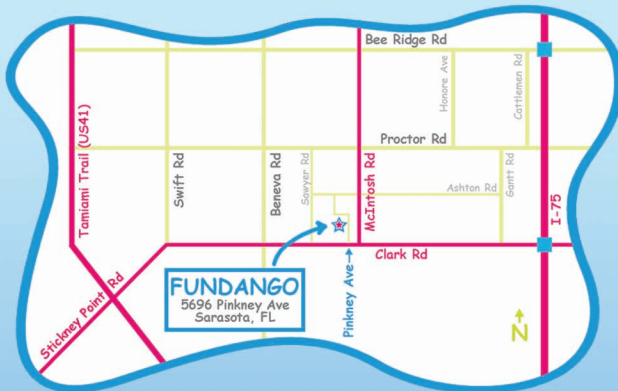 Bee Ridge Rd
Honore Ave
Cattlemen Rd
Tamiami Trail (US41)
Proctor Rd
Swift Rd
Beneva Rd
Sawyer Rd
McIntosh Rd
Ashton Rd
Gantt Rd
I-75
Clark Rd
Stickney Point Rd
FUNDANGO
5696 Pinkney Ave
Sarasota, FL
Pinkney Ave
N